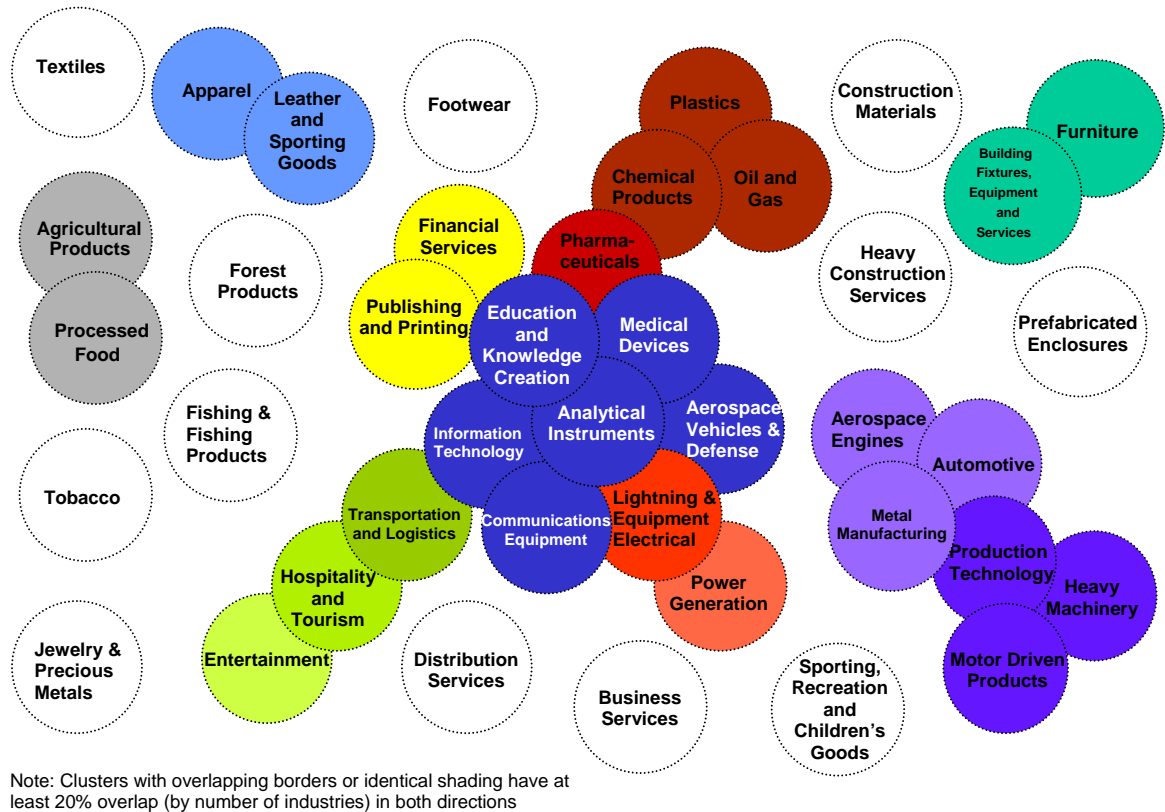 Textiles
Apparel
Leather
and
Sporting
Goods
Footwear
Plastics
Chemical
Products
Oil and
Gas
Construction
Materials
Furniture
Building
Fixtures,
Equipment
and
Services
Agricultural
Products
Processed
Food
Forest
Products
Financial
Services
Publishing
and Printing
Pharma-
ceuticals
Education
and
Knowledge
Creation
Medical
Devices
Heavy
Construction
Services
Prefabricated
Enclosures
Fishing &
Fishing
Products
Information
Technology
Analytical
Instruments
Aerospace
Vehicles &
Defense
Aerospace
Engines
Automotive
Tobacco
Transportation
and Logistics
Communications
Equipment
Lightning &
Equipment
Electrical
Metal
Manufacturing
Production
Technology
Heavy
Machinery
Hospitality
and
Tourism
Power
Generation
Jewelry &
Precious
Metals
Entertainment
Distribution
Services
Business
Services
Sporting,
Recreation
and
Children's
Goods
Motor Driven
Products
Note: Clusters with overlapping borders or identical shading have at
least 20% overlap (by number of industries) in both directions